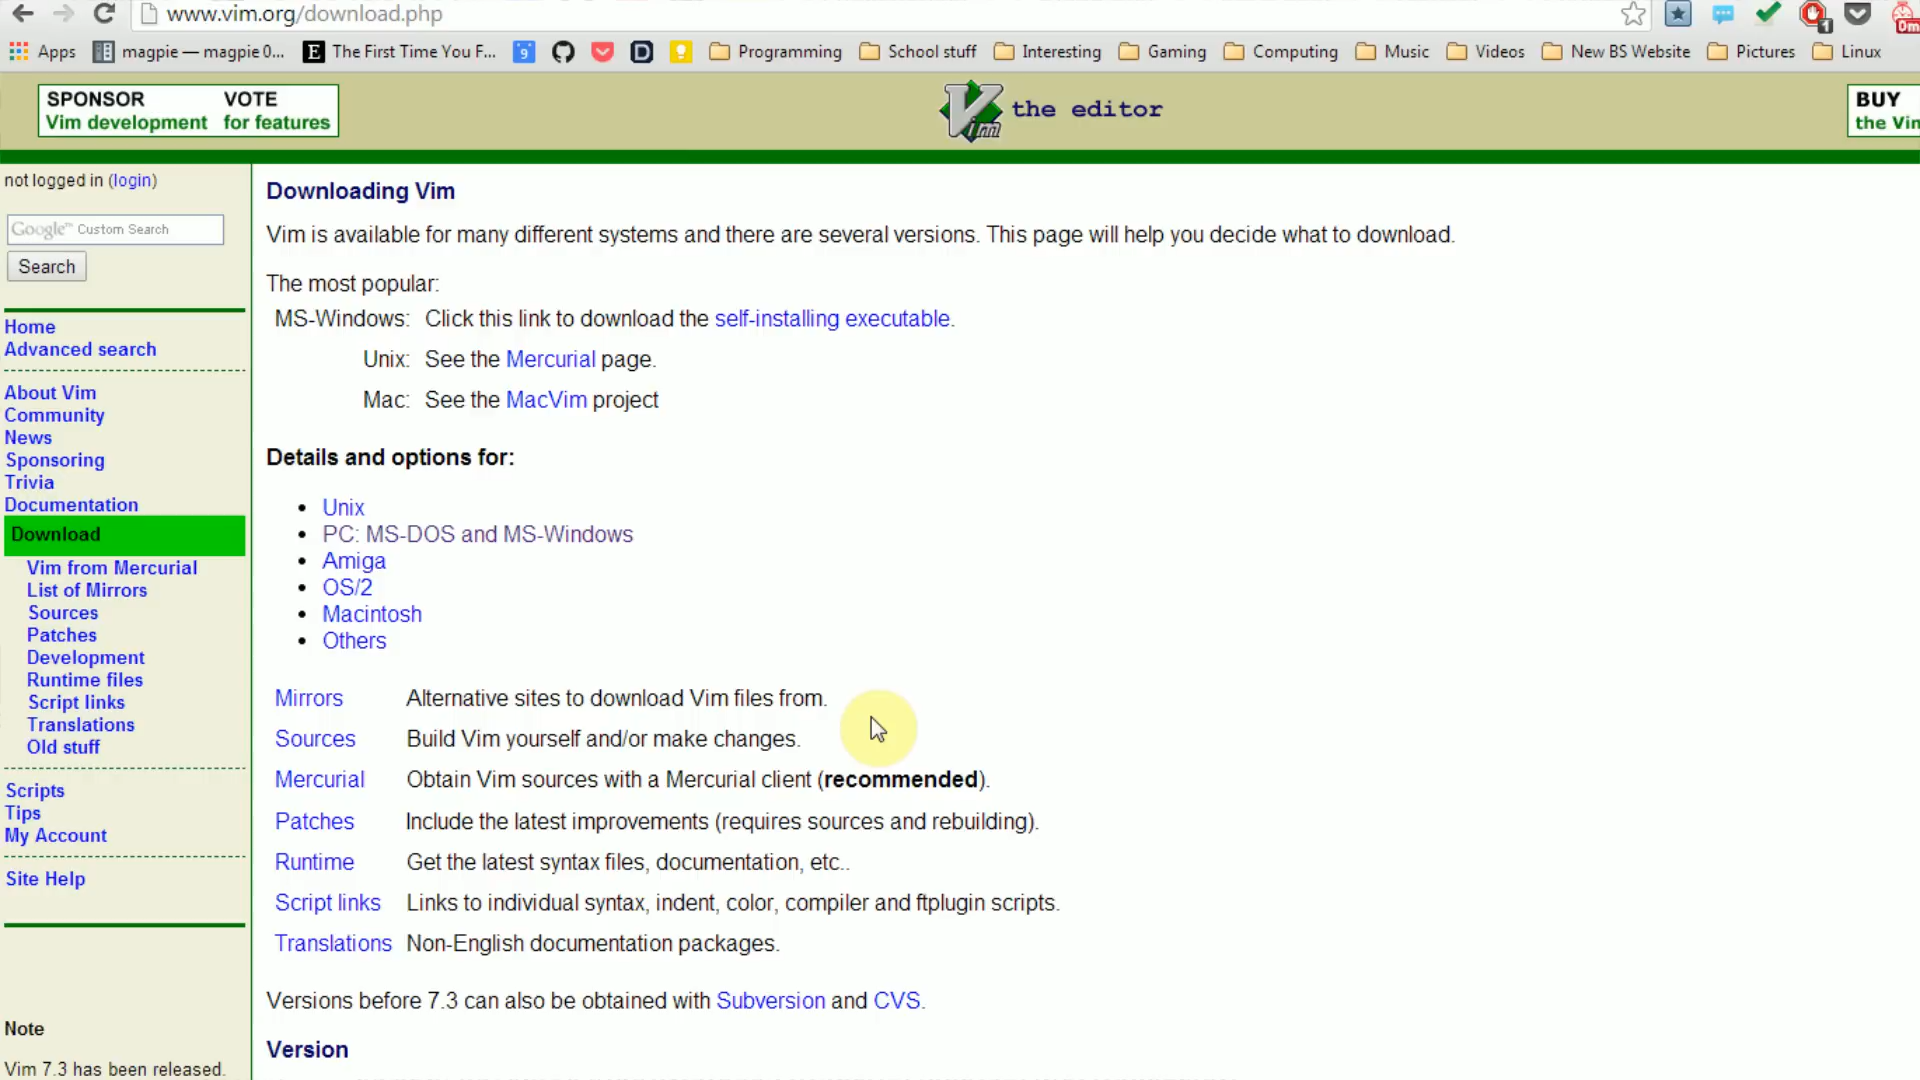 www.vim.org/download.php
Apps magpie — magpie 0... The First Time You F... Programming School stuff Interesting Gaming Computing Music Videos New BS Website Pictures Linux
SPONSOR VOTE
Vim development for features
Vim the editor
BUY
the Vim
not logged in (login)
Google™ Custom Search
Search
Home
Advanced search
About Vim
Community
News
Sponsoring
Trivia
Documentation
Download
Vim from Mercurial
List of Mirrors
Sources
Patches
Development
Runtime files
Script links
Translations
Old stuff
Scripts
Tips
My Account
Site Help
Note
Vim 7.3 has been released.
Downloading Vim
Vim is available for many different systems and there are several versions. This page will help you decide what to download.
The most popular:
MS-Windows: Click this link to download the self-installing executable.
Unix: See the Mercurial page.
Mac: See the MacVim project
Details and options for:
• Unix
• PC: MS-DOS and MS-Windows
• Amiga
• OS/2
• Macintosh
• Others
Mirrors Alternative sites to download Vim files from.
Sources Build Vim yourself and/or make changes.
Mercurial Obtain Vim sources with a Mercurial client (recommended).
Patches Include the latest improvements (requires sources and rebuilding).
Runtime Get the latest syntax files, documentation, etc..
Script links Links to individual syntax, indent, color, compiler and ftplugin scripts.
Translations Non-English documentation packages.
Versions before 7.3 can also be obtained with Subversion and CVS.
Version